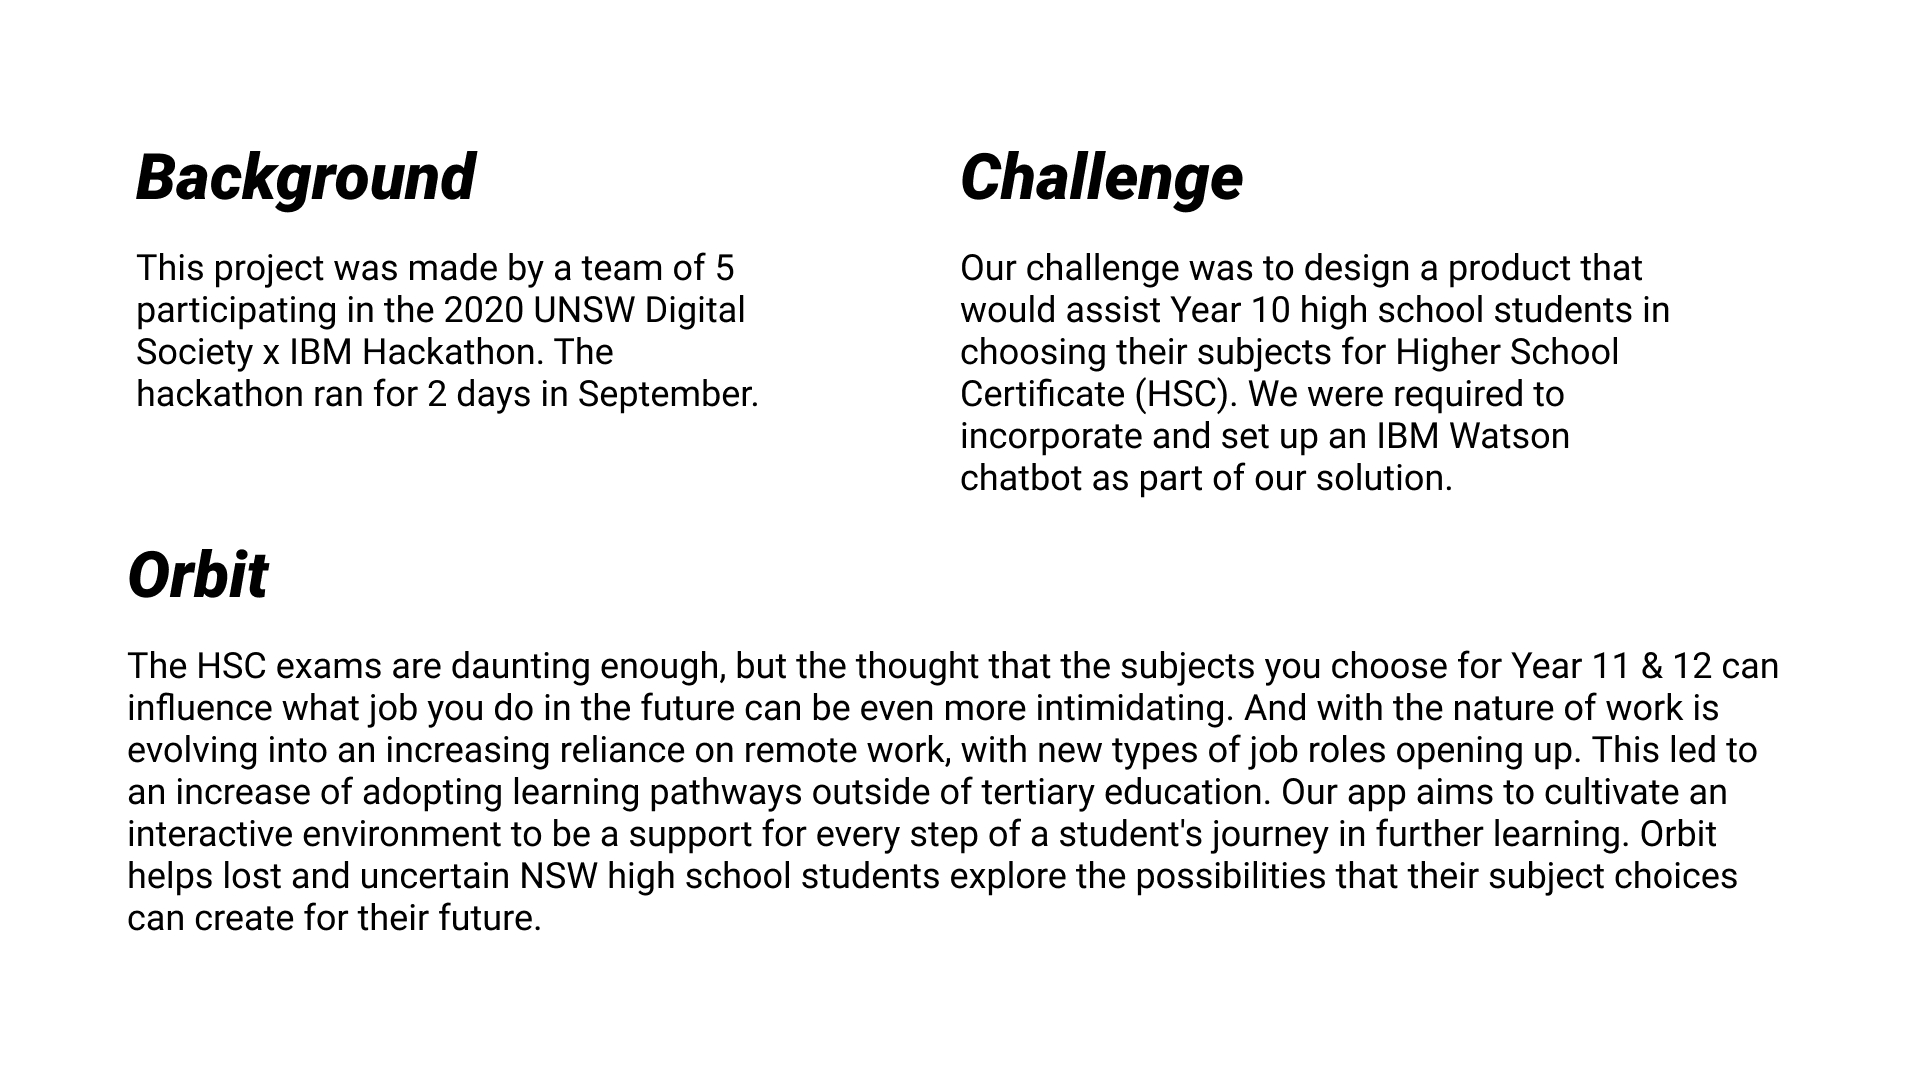 Background
This project was made by a team of 5
participating in the 2020 UNSW Digital
Society x IBM Hackathon. The
hackathon ran for 2 days in September.
Challenge
Our challenge was to design a product that
would assist Year 10 high school students in
choosing their subjects for Higher School
Certificate (HSC). We were required to
incorporate and set up an IBM Watson
chatbot as part of our solution.
Orbit
The HSC exams are daunting enough, but the thought that the subjects you choose for Year 11 & 12 can
influence what job you do in the future can be even more intimidating. And with the nature of work is
evolving into an increasing reliance on remote work, with new types of job roles opening up. This led to
an increase of adopting learning pathways outside of tertiary education. Our app aims to cultivate an
interactive environment to be a support for every step of a student's journey in further learning. Orbit
helps lost and uncertain NSW high school students explore the possibilities that their subject choices
can create for their future.